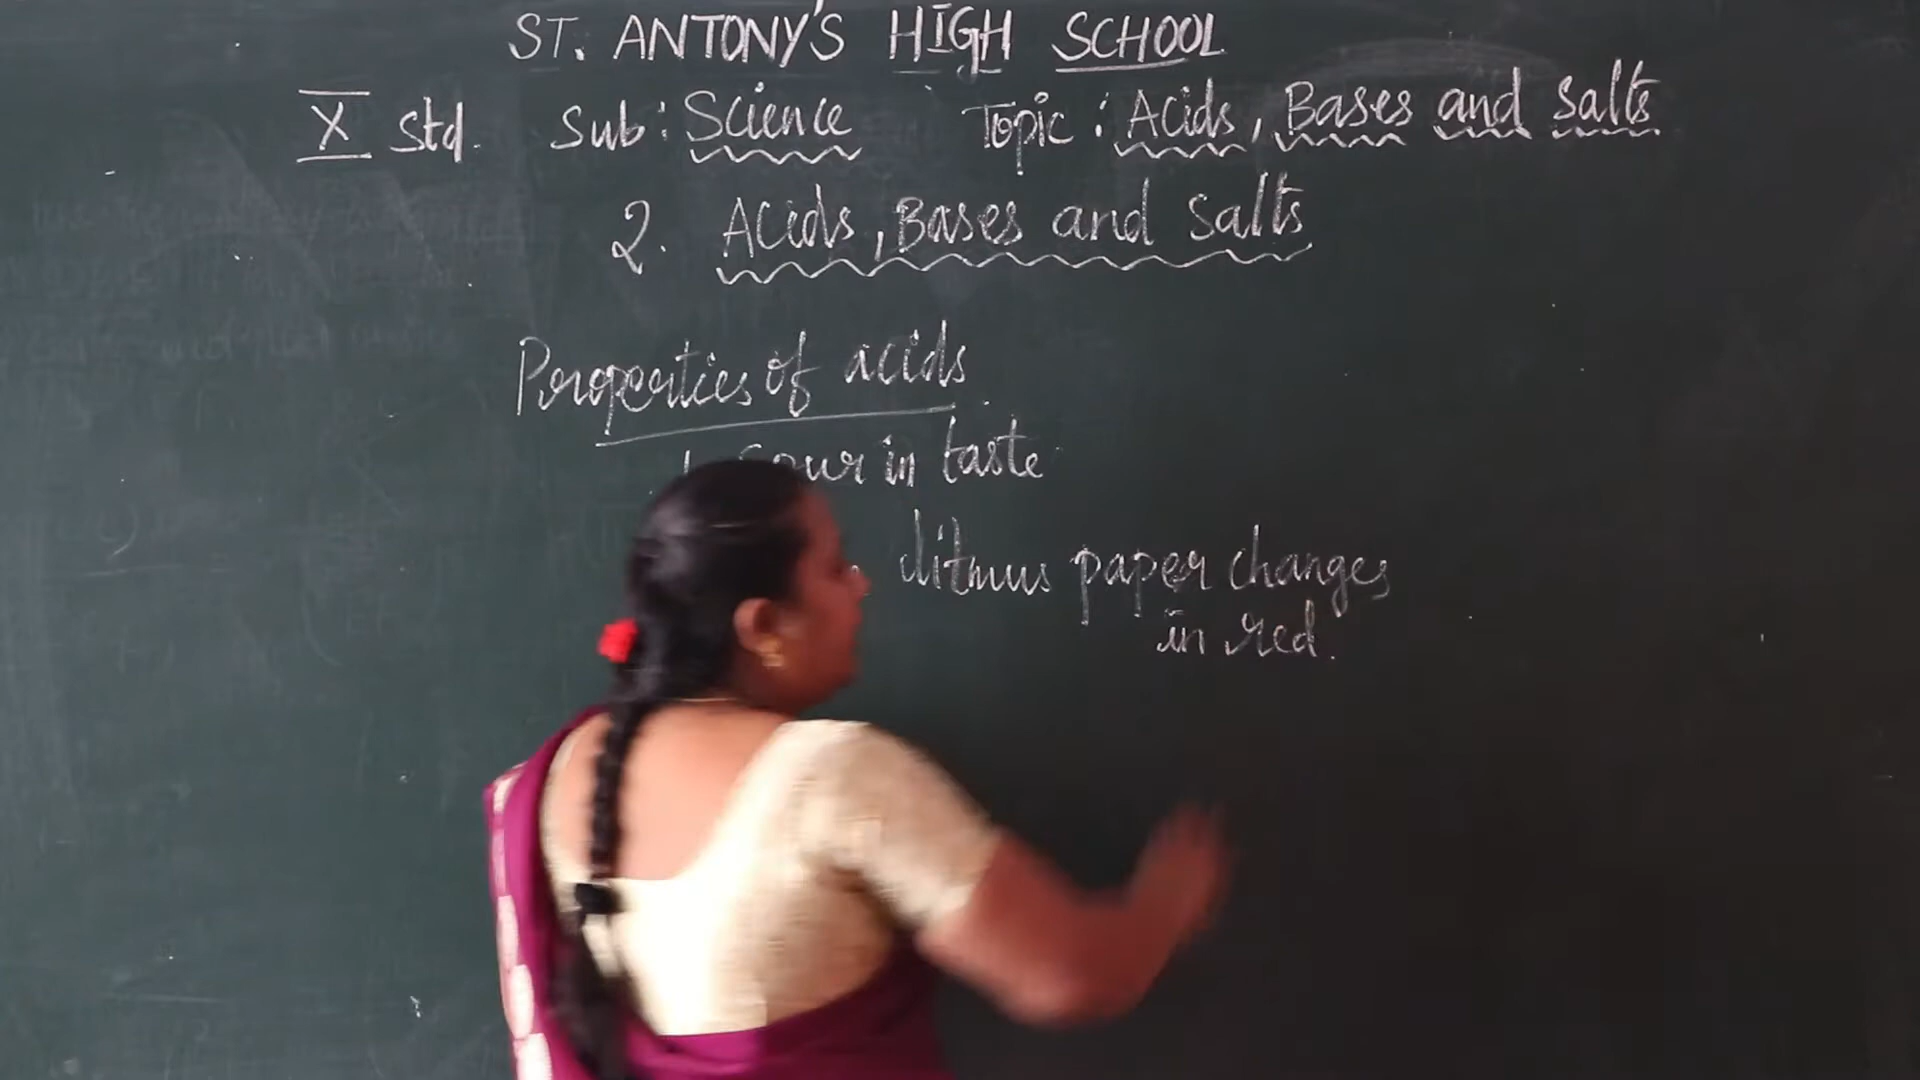 ST. ANTONY'S HIGH SCHOOL
X Std. Sub: Science Topic: Acids, Bases and Salts
2. Acids, Bases and Salts
Properties of acids
1. Sour in taste
litmus paper changes
in red.